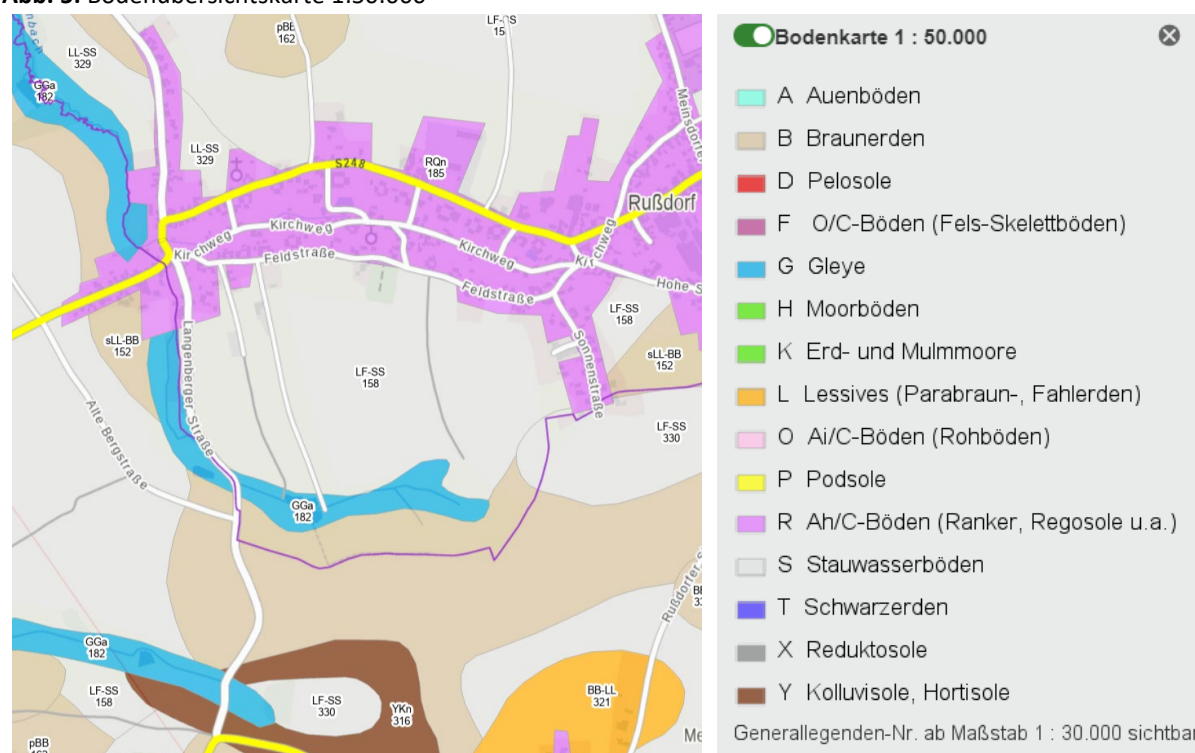 Abb. 3: Bodenübersichtskarte 1:50.000
LL-SS
329
GGa
182
pBB
162
LF-SS
LL-SS
329
S248
RQn
185
Meinsdorfer
Rußdorf
Kirchweg
Kirchweg
Kirchweg
Kirchweg
Feldstraße
Feldstraße
Hohe S
LF-SS
158
sLL-BB
152
Langenberger Straße
Sonnenstraße
sLL-BB
152
LF-SS
158
LF-SS
330
Alte Bergstraße
GGa
182
Rußdorfer S
GGa
182
LF-SS
158
LF-SS
330
YKn
316
BB-LL
321
Me
pBB
162
Bodenkarte 1 : 50.000
A Auenböden
B Braunerden
D Pelosole
F O/C-Böden (Fels-Skelettböden)
G Gleye
H Moorböden
K Erd- und Mulmmoore
L Lessives (Parabraun-, Fahlerden)
O Ai/C-Böden (Rohböden)
P Podsole
R Ah/C-Böden (Ranker, Regosole u.a.)
S Stauwasserböden
T Schwarzerden
X Reduktosole
Y Kolluvisole, Hortisole
Generallegenden-Nr. ab Maßstab 1 : 30.000 sichtbar